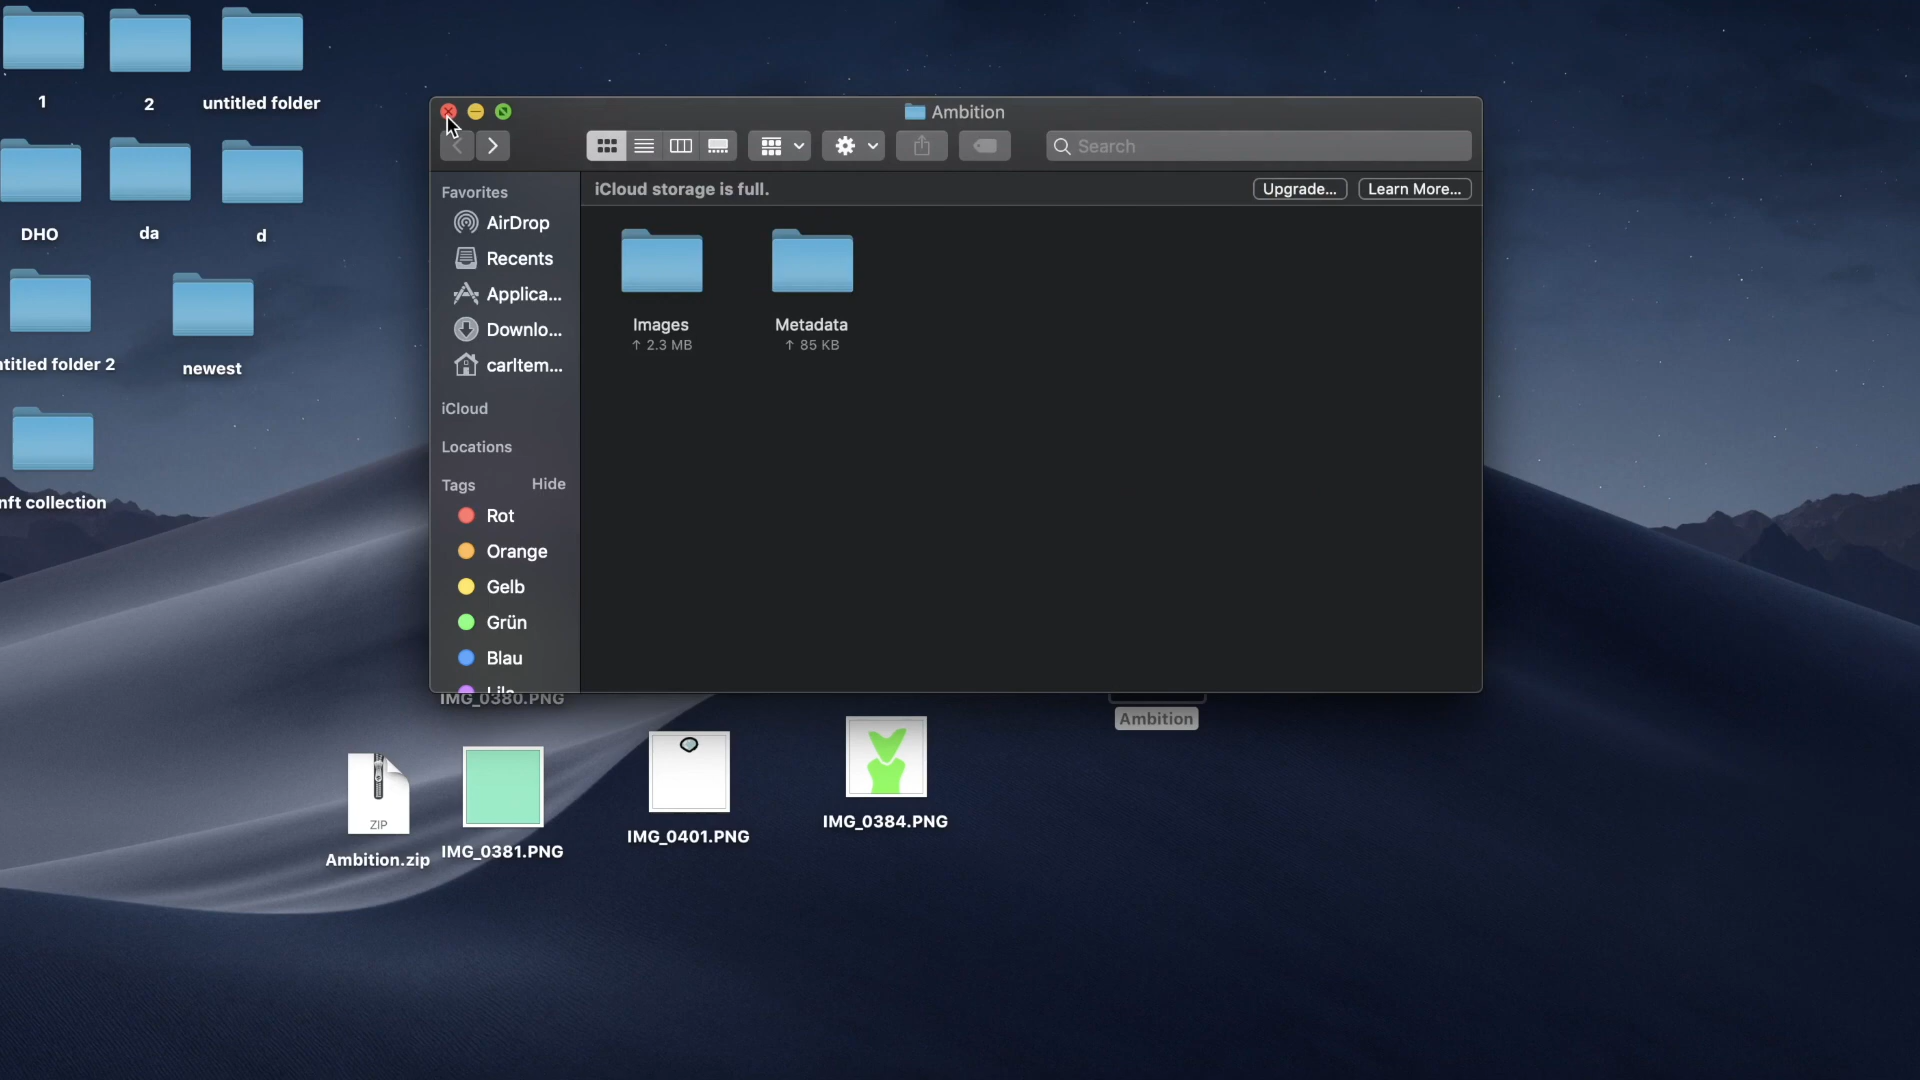 1
2
untitled folder
DHO
da
d
ntitled folder 2
newest
nft collection
Ambition
Search
Favorites
AirDrop
Recents
Applica...
Downlo...
carltem...
iCloud
Locations
Tags
Hide
Rot
Orange
Gelb
Grün
Blau
Lila
iCloud storage is full.
Upgrade...
Learn More...
Images
↑ 2.3 MB
Metadata
↑ 85 KB
IMG_0380.PNG
Ambition
ZIP
Ambition.zip
IMG_0381.PNG
IMG_0401.PNG
IMG_0384.PNG